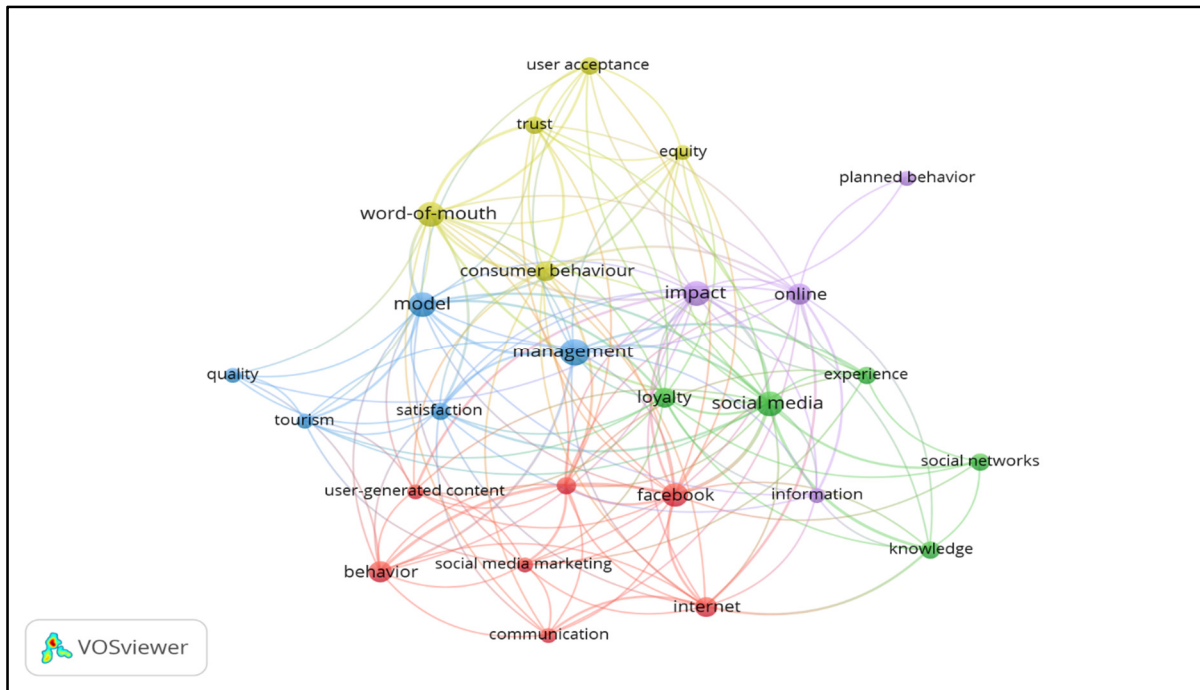 user acceptance
trust
equity
planned behavior
word-of-mouth
consumer behaviour
impact
online
model
management
quality
experience
loyalty
social media
satisfaction
tourism
social networks
user-generated content
facebook
information
knowledge
social media marketing
behavior
internet
communication
VOSviewer